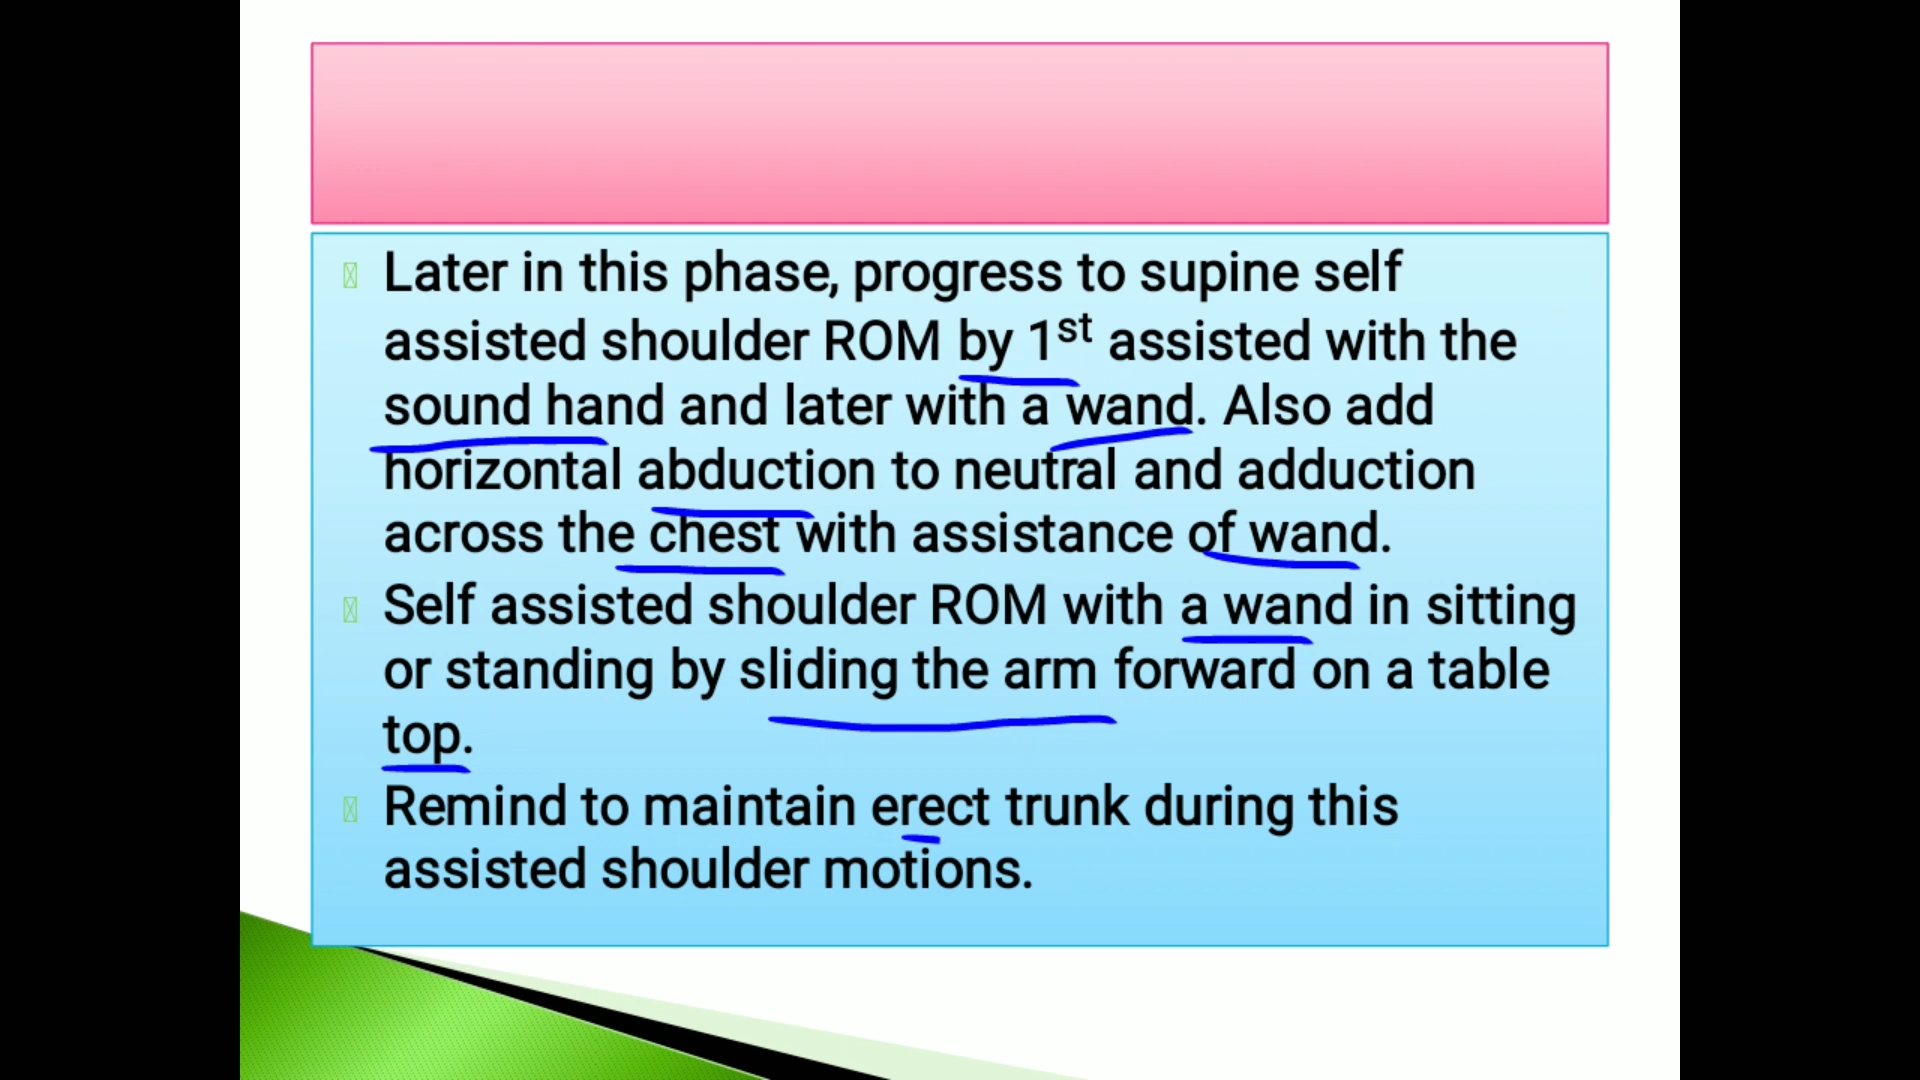 Later in this phase, progress to supine self
assisted shoulder ROM by 1st assisted with the
sound hand and later with a wand. Also add
horizontal abduction to neutral and adduction
across the chest with assistance of wand.
Self assisted shoulder ROM with a wand in sitting
or standing by sliding the arm forward on a table
top.
Remind to maintain erect trunk during this
assisted shoulder motions.